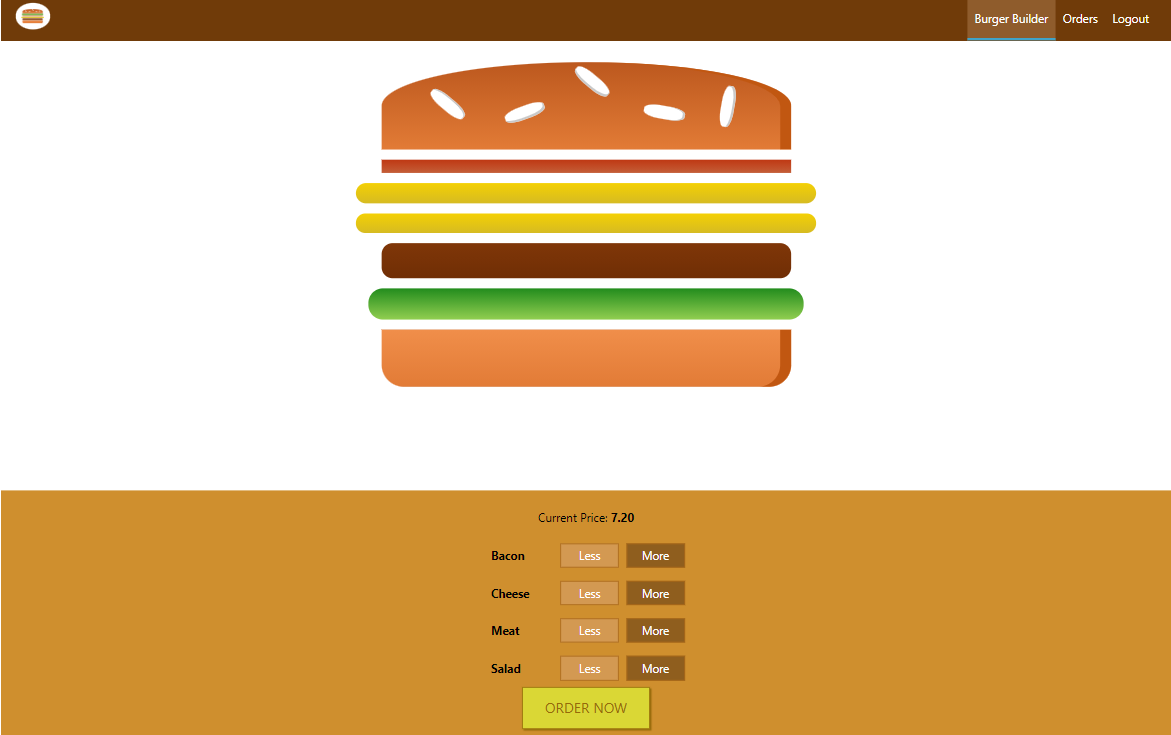 Burger Builder Orders Logout
Current Price: 7.20
Bacon Less More
Cheese Less More
Meat Less More
Salad Less More
ORDER NOW